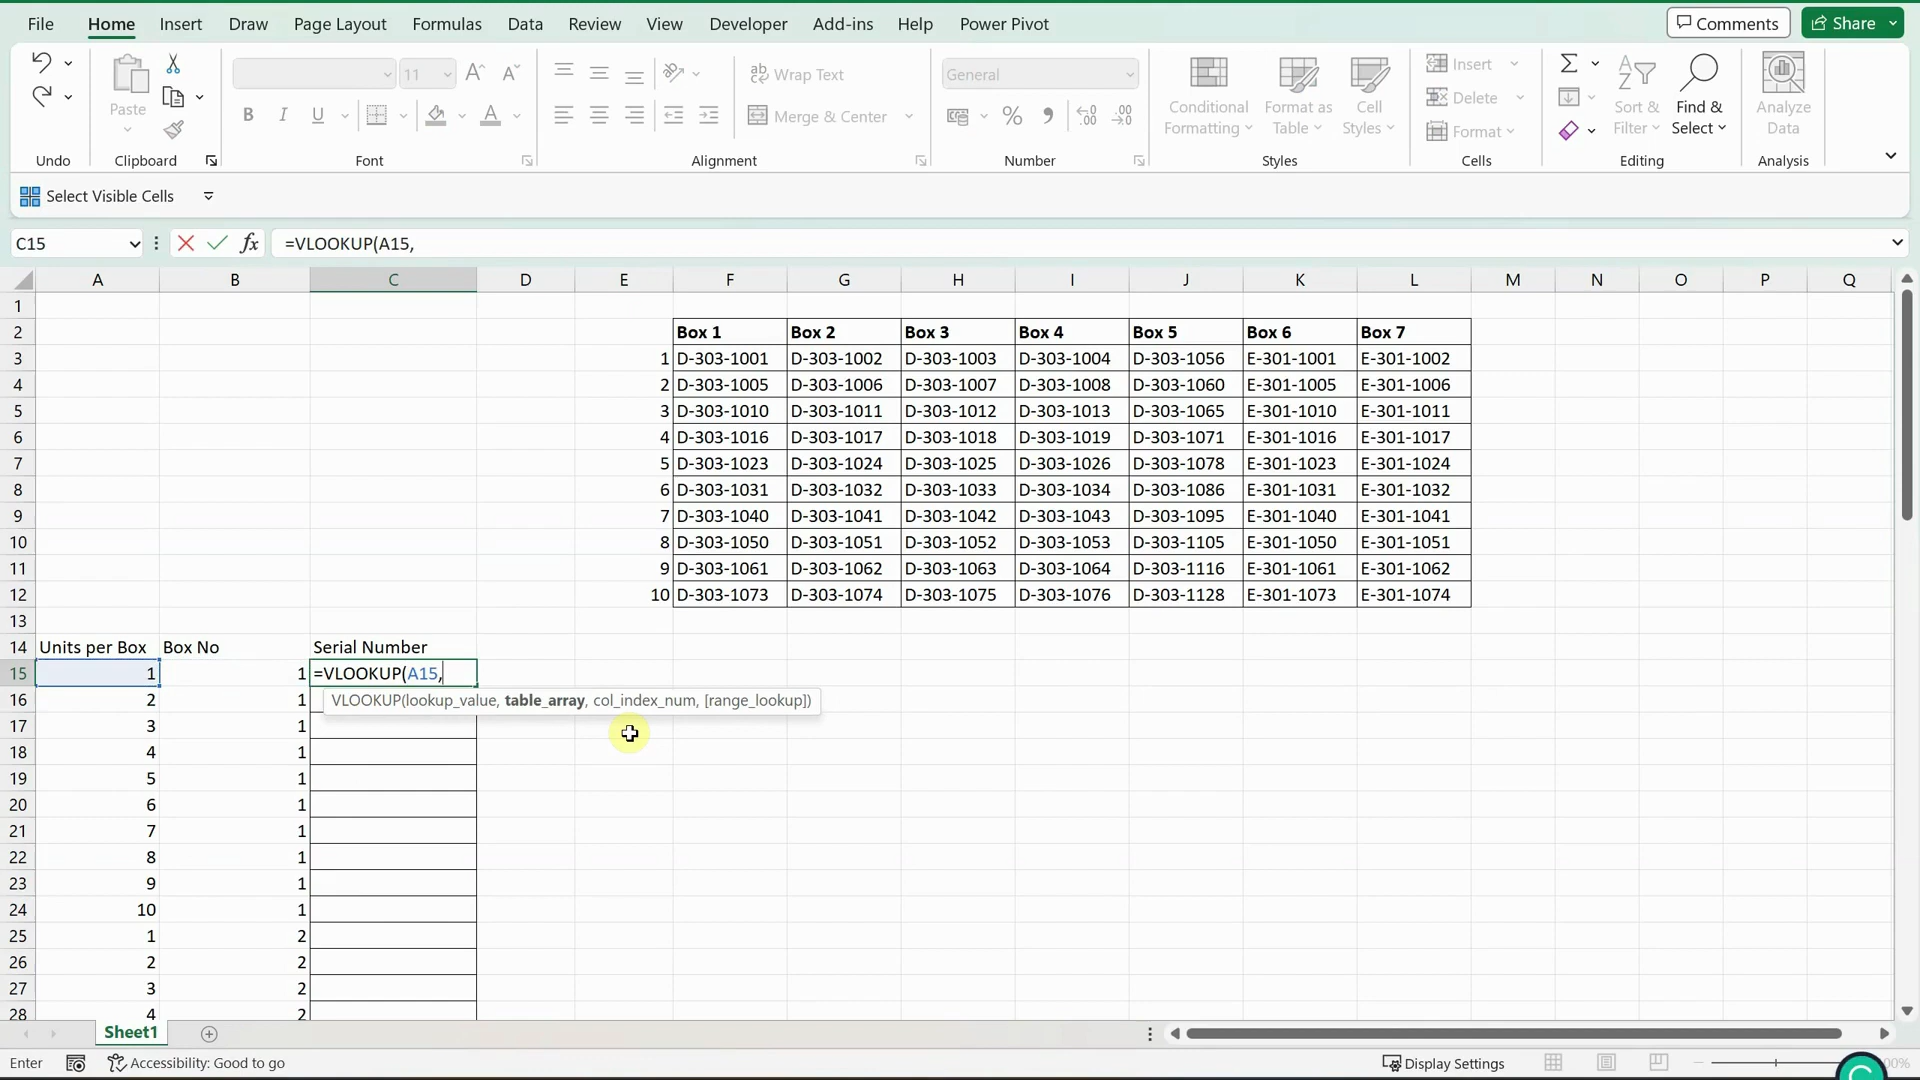 File Home Insert Draw Page Layout Formulas Data Review View Developer Add-ins Help Power Pivot Comments Share
Paste 11 Wrap Text General Insert
B I U Merge & Center % Conditional Formatting Format as Table Cell Styles Delete Sort & Filter Find & Select Analyze Data
Format
Undo Clipboard Font Alignment Number Styles Cells Editing Analysis
Select Visible Cells
C15 fx =VLOOKUP(A15,
A B C D E F G H I J K L M N O P Q
1
2 Box 1 Box 2 Box 3 Box 4 Box 5 Box 6 Box 7
3 1 D-303-1001 D-303-1002 D-303-1003 D-303-1004 D-303-1056 E-301-1001 E-301-1002
4 2 D-303-1005 D-303-1006 D-303-1007 D-303-1008 D-303-1060 E-301-1005 E-301-1006
5 3 D-303-1010 D-303-1011 D-303-1012 D-303-1013 D-303-1065 E-301-1010 E-301-1011
6 4 D-303-1016 D-303-1017 D-303-1018 D-303-1019 D-303-1071 E-301-1016 E-301-1017
7 5 D-303-1023 D-303-1024 D-303-1025 D-303-1026 D-303-1078 E-301-1023 E-301-1024
8 6 D-303-1031 D-303-1032 D-303-1033 D-303-1034 D-303-1086 E-301-1031 E-301-1032
9 7 D-303-1040 D-303-1041 D-303-1042 D-303-1043 D-303-1095 E-301-1040 E-301-1041
10 8 D-303-1050 D-303-1051 D-303-1052 D-303-1053 D-303-1105 E-301-1050 E-301-1051
11 9 D-303-1061 D-303-1062 D-303-1063 D-303-1064 D-303-1116 E-301-1061 E-301-1062
12 10 D-303-1073 D-303-1074 D-303-1075 D-303-1076 D-303-1128 E-301-1073 E-301-1074
13
14 Units per Box Box No Serial Number
15 1 1 =VLOOKUP(A15,
16 2 1 VLOOKUP(lookup_value, table_array, col_index_num, [range_lookup])
17 3 1
18 4 1
19 5 1
20 6 1
21 7 1
22 8 1
23 9 1
24 10 1
25 1 2
26 2 2
27 3 2
28 4 2
Sheet1
Enter Accessibility: Good to go Display Settings